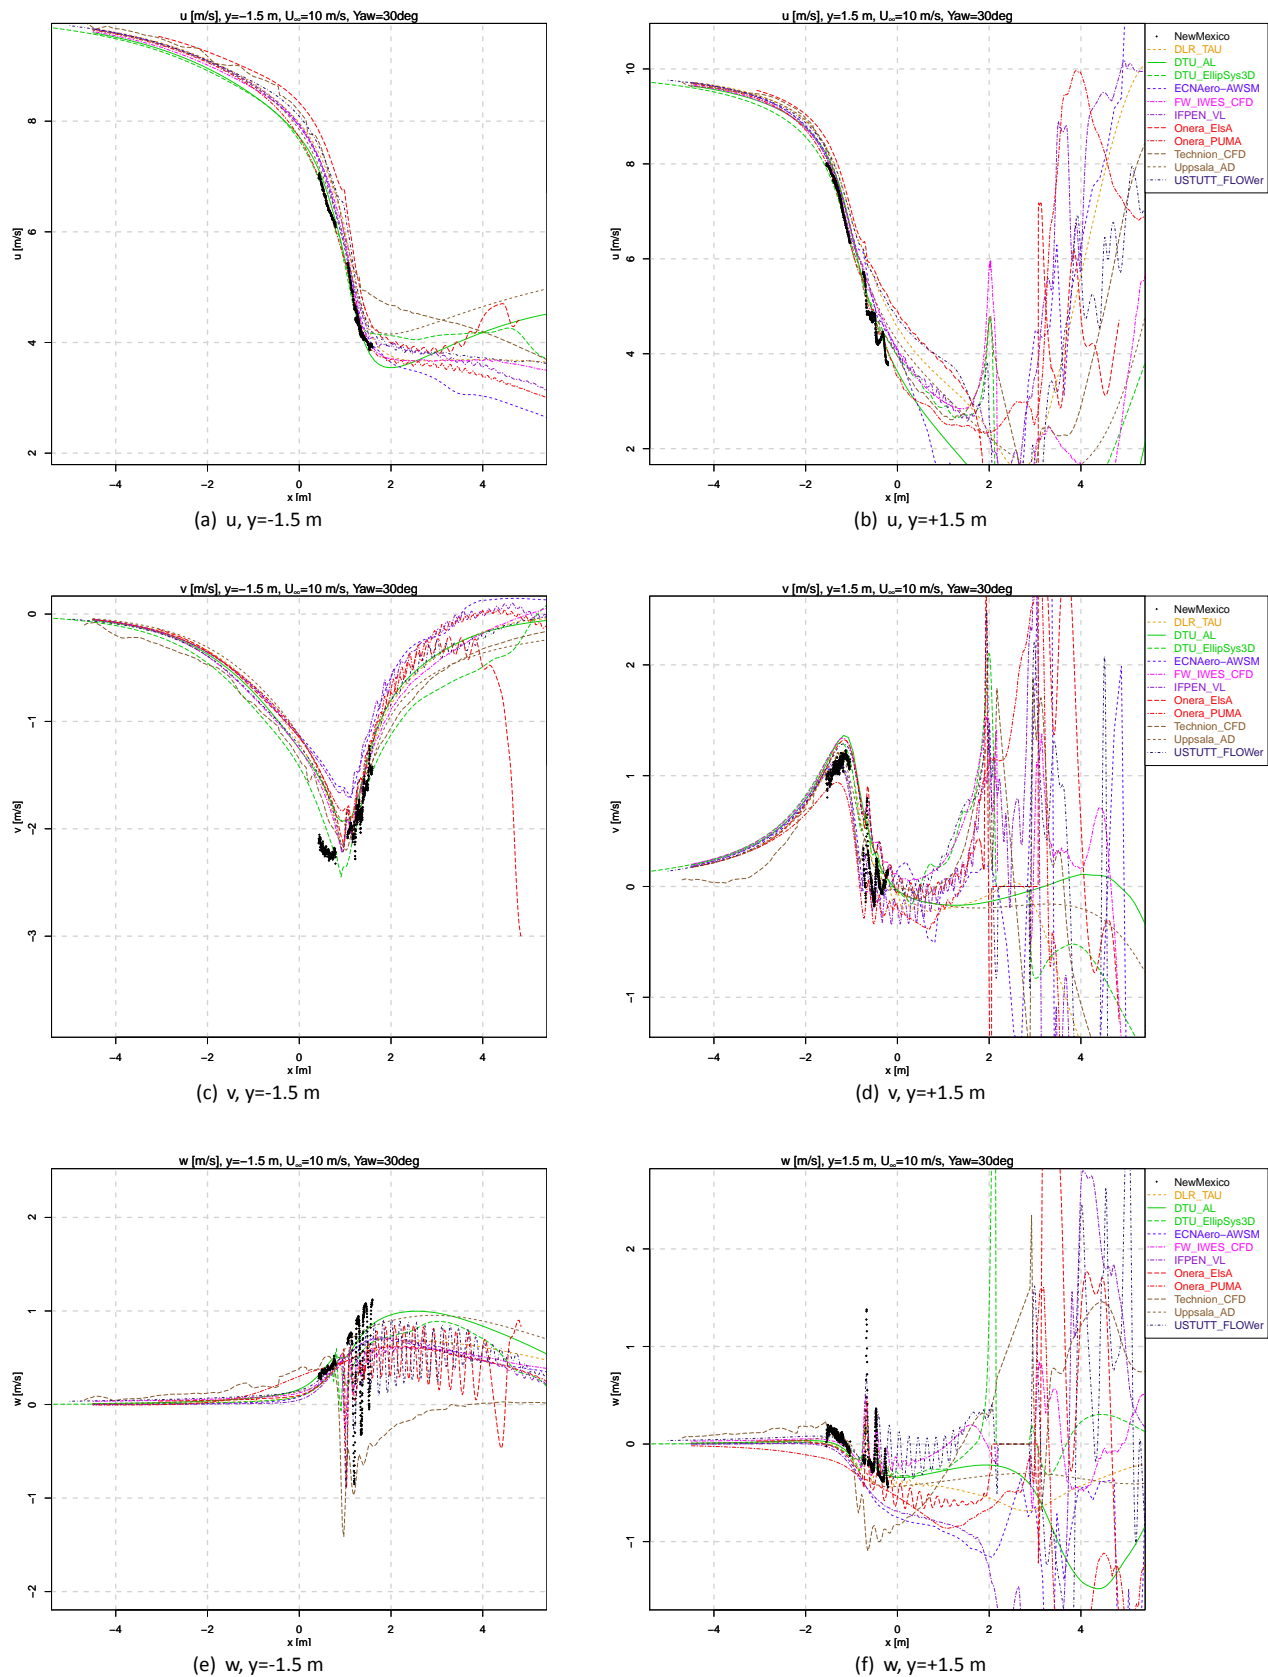 u [m/s], y=−1.5 m, U∞=10 m/s, Yaw=30deg
u [m/s]
8
6
4
2
−4
−2
0
2
4
x [m]
(a) u, y=-1.5 m
u [m/s], y=1.5 m, U∞=10 m/s, Yaw=30deg
u [m/s]
10
8
6
4
2
−4
−2
0
2
4
x [m]
NewMexico
DLR_TAU
DTU_AL
DTU_EllipSys3D
ECNAero−AWSM
FW_IWES_CFD
IFPEN_VL
Onera_ElsA
Onera_PUMA
Technion_CFD
Uppsala_AD
USTUTT_FLOWer
(b) u, y=+1.5 m
v [m/s], y=−1.5 m, U∞=10 m/s, Yaw=30deg
v [m/s]
0
−1
−2
−3
−4
−2
0
2
4
x [m]
(c) v, y=-1.5 m
v [m/s], y=1.5 m, U∞=10 m/s, Yaw=30deg
v [m/s]
2
1
0
−1
−4
−2
0
2
4
x [m]
NewMexico
DLR_TAU
DTU_AL
DTU_EllipSys3D
ECNAero−AWSM
FW_IWES_CFD
IFPEN_VL
Onera_ElsA
Onera_PUMA
Technion_CFD
Uppsala_AD
USTUTT_FLOWer
(d) v, y=+1.5 m
w [m/s], y=−1.5 m, U∞=10 m/s, Yaw=30deg
w [m/s]
2
1
0
−1
−2
−4
−2
0
2
4
x [m]
(e) w, y=-1.5 m
w [m/s], y=1.5 m, U∞=10 m/s, Yaw=30deg
w [m/s]
2
1
0
−1
−4
−2
0
2
4
x [m]
NewMexico
DLR_TAU
DTU_AL
DTU_EllipSys3D
ECNAero−AWSM
FW_IWES_CFD
IFPEN_VL
Onera_ElsA
Onera_PUMA
Technion_CFD
Uppsala_AD
USTUTT_FLOWer
(f) w, y=+1.5 m